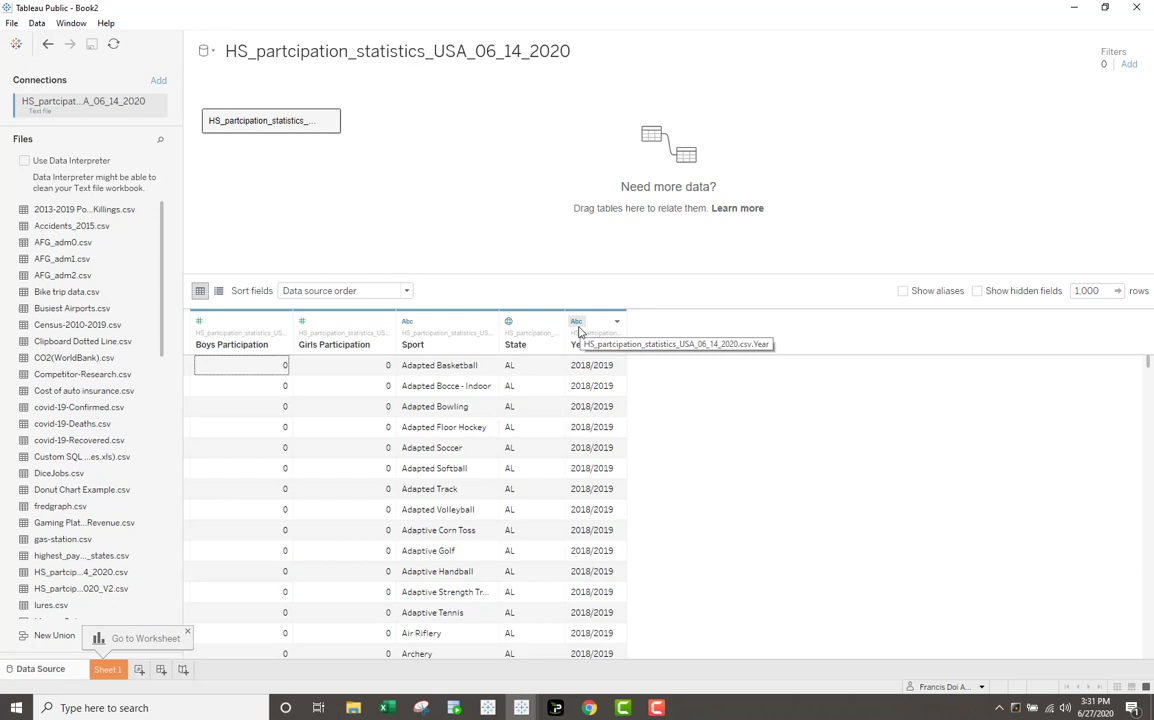 Tableau Public - Book2
File Data Window Help
Connections
Add
HS_partcipat...A_06_14_2020
Text file
Files
Use Data Interpreter
Data Interpreter might be able to
clean your Text file workbook.
2013-2019 Po...Killings.csv
Accidents_2015.csv
AFG_adm0.csv
AFG_adm1.csv
AFG_adm2.csv
Bike trip data.csv
Busiest Airports.csv
Census-2010-2019.csv
Clipboard Dotted Line.csv
CO2(WorldBank).csv
Competitor-Research.csv
Cost of auto insurance.csv
covid-19-Confirmed.csv
covid-19-Deaths.csv
covid-19-Recovered.csv
Custom SQL ...es.xls).csv
DiceJobs.csv
Donut Chart Example.csv
fredgraph.csv
Gaming Plat...Revenue.csv
gas-station.csv
highest_pay..._states.csv
HS_partcip...4_2020.csv
HS_partcip...020_V2.csv
lures.csv
New Union
Go to Worksheet
HS_partcipation_statistics_USA_06_14_2020
Filters
0 Add
HS_partcipation_statistics_...
Need more data?
Drag tables here to relate them. Learn more
Sort fields Data source order
Show aliases Show hidden fields 1,000 rows
# # Abc Abc
HS_partcipation_statistics_U... HS_partcipation_statistics_U... HS_partcipation_statistics_U... HS_partcipation_...
Boys Participation Girls Participation Sport State
HS_partcipation_statistics_USA_06_14_2020.csv.Year
0 0 Adapted Basketball AL 2018/2019
0 0 Adapted Bocce - Indoor AL 2018/2019
0 0 Adapted Bowling AL 2018/2019
0 0 Adapted Floor Hockey AL 2018/2019
0 0 Adapted Soccer AL 2018/2019
0 0 Adapted Softball AL 2018/2019
0 0 Adapted Track AL 2018/2019
0 0 Adapted Volleyball AL 2018/2019
0 0 Adaptive Corn Toss AL 2018/2019
0 0 Adaptive Golf AL 2018/2019
0 0 Adaptive Handball AL 2018/2019
0 0 Adaptive Strength Tr... AL 2018/2019
0 0 Adaptive Tennis AL 2018/2019
0 0 Air Riflery AL 2018/2019
0 0 Archery AL 2018/2019
Data Source Sheet 1
Francis Doi A...
Type here to search
3:31 PM
6/27/2020